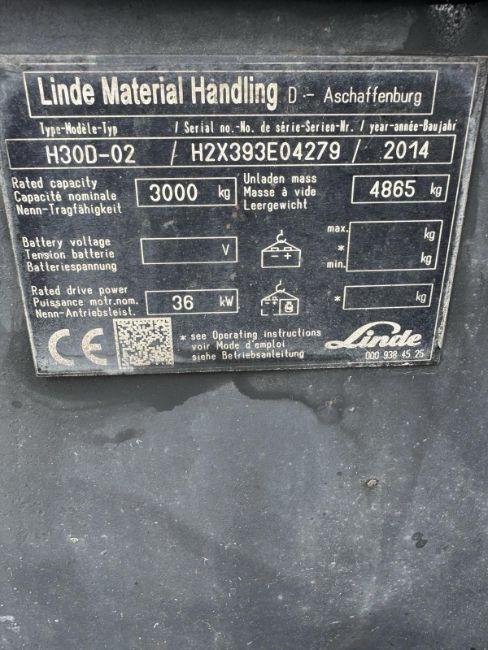 Linde Material Handling D - Aschaffenburg
Type-Modèle-Typ / Serial no.-No. de série-Serien-Nr. / year-année-Baujahr
H30D-02 / H2X393E04279 / 2014
Rated capacity
Capacité nominale
Nenn-Tragfähigkeit
3000 kg
Unladen mass
Masse à vide
Leergewicht
4865 kg
Battery voltage
Tension batterie
Batteriespannung
V
max. kg
*
min. kg
Rated drive power
Puissance motr.nom.
Nenn-Antriebsleist.
36 kW
* kg
CE
* see Operating instructions
voir Mode d'emploi
siehe Betriebsanleitung
Linde
000 938 45 25